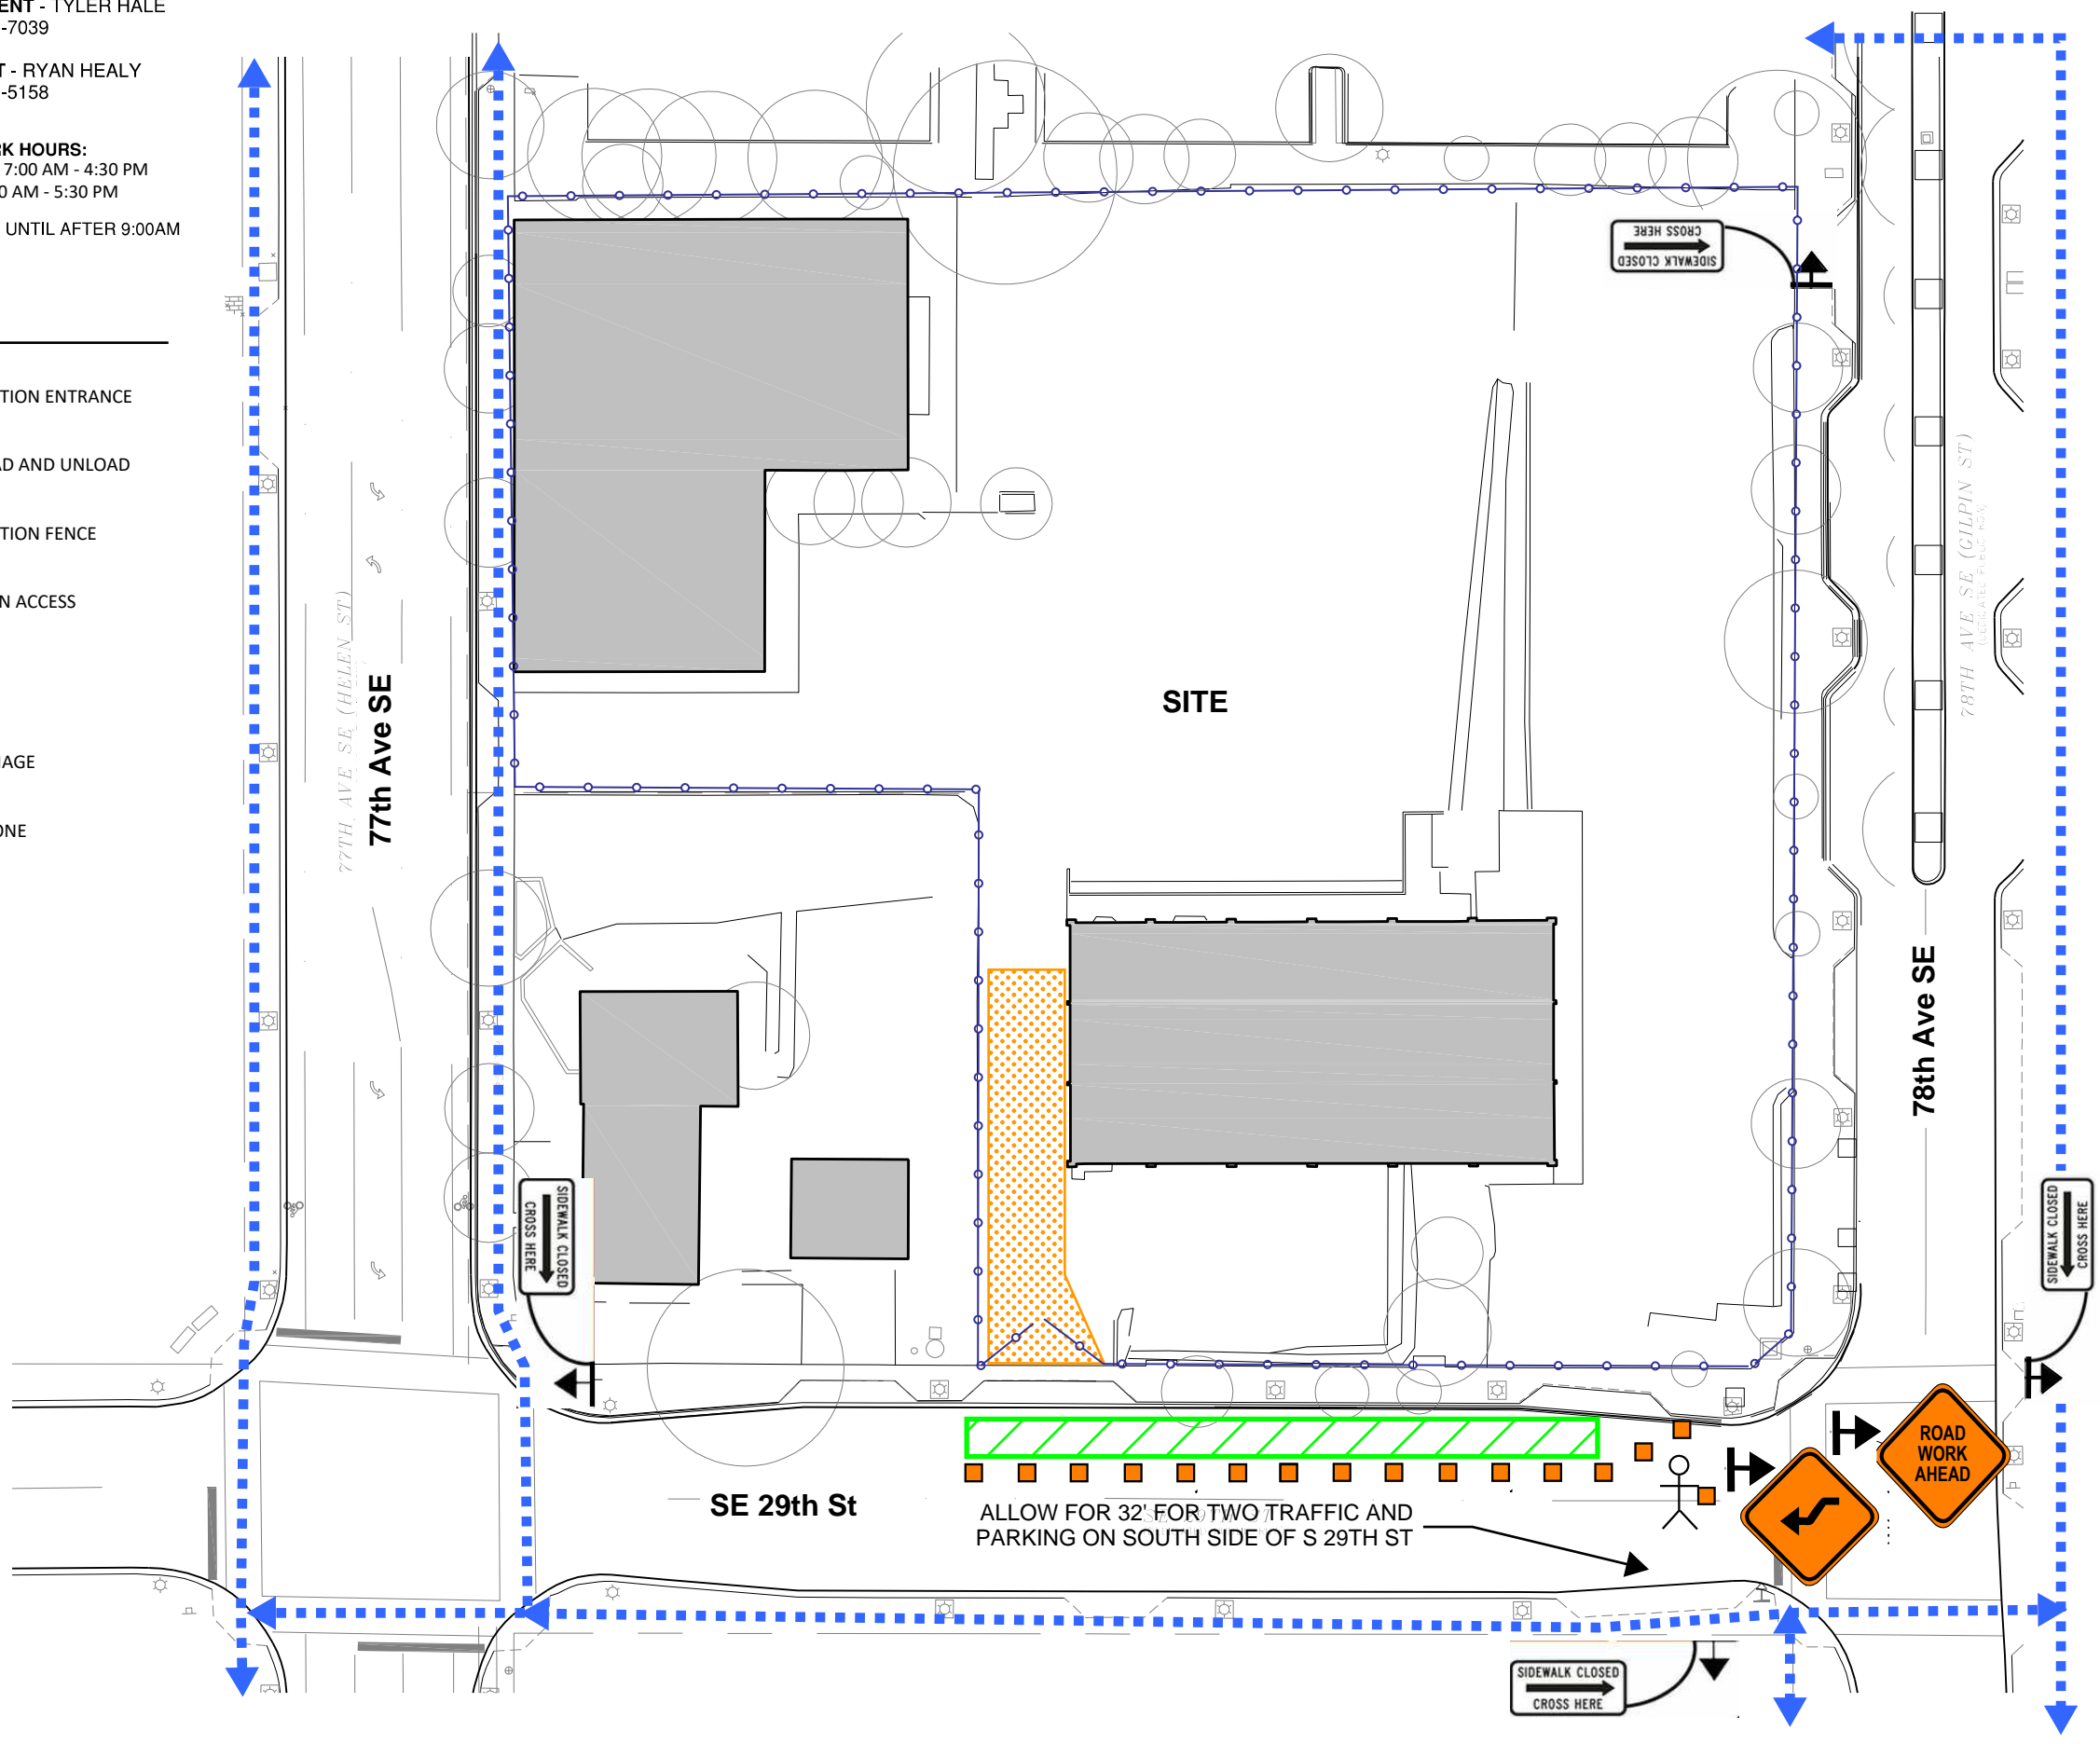 ENT - TYLER HALE
-7039
T - RYAN HEALY
-5158
RK HOURS:
7:00 AM - 4:30 PM
0 AM - 5:30 PM
UNTIL AFTER 9:00AM
TION ENTRANCE
AD AND UNLOAD
TION FENCE
N ACCESS
AGE
ONE
SIDEWALK CLOSED
CROSS HERE
77TH AVE SE (HELEN ST)
77th Ave SE
SITE
78TH AVE SE (GILPIN ST)
78th Ave SE
SIDEWALK CLOSED
CROSS HERE
SIDEWALK CLOSED
CROSS HERE
ROAD
WORK
AHEAD
SE 29th St
ALLOW FOR 32' FOR TWO TRAFFIC AND
PARKING ON SOUTH SIDE OF S 29TH ST
SIDEWALK CLOSED
CROSS HERE